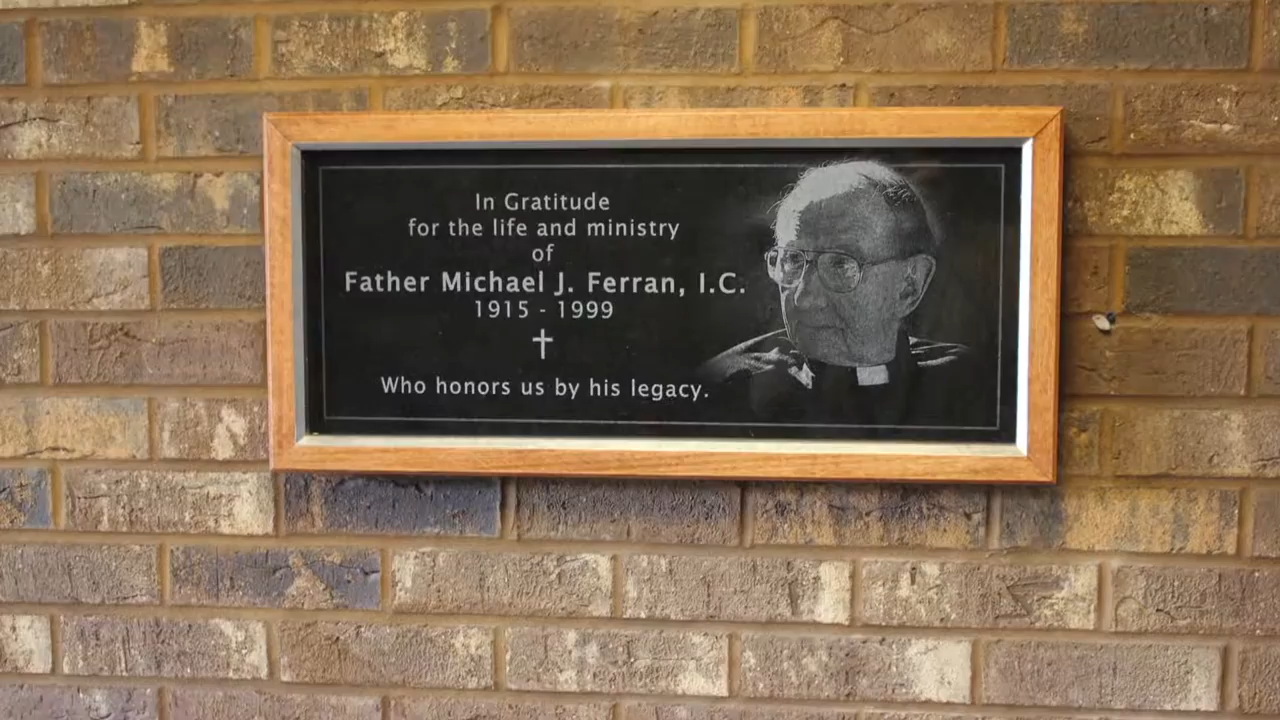 In Gratitude
for the life and ministry
of
Father Michael J. Ferran, I.C.
1915 - 1999
Who honors us by his legacy.